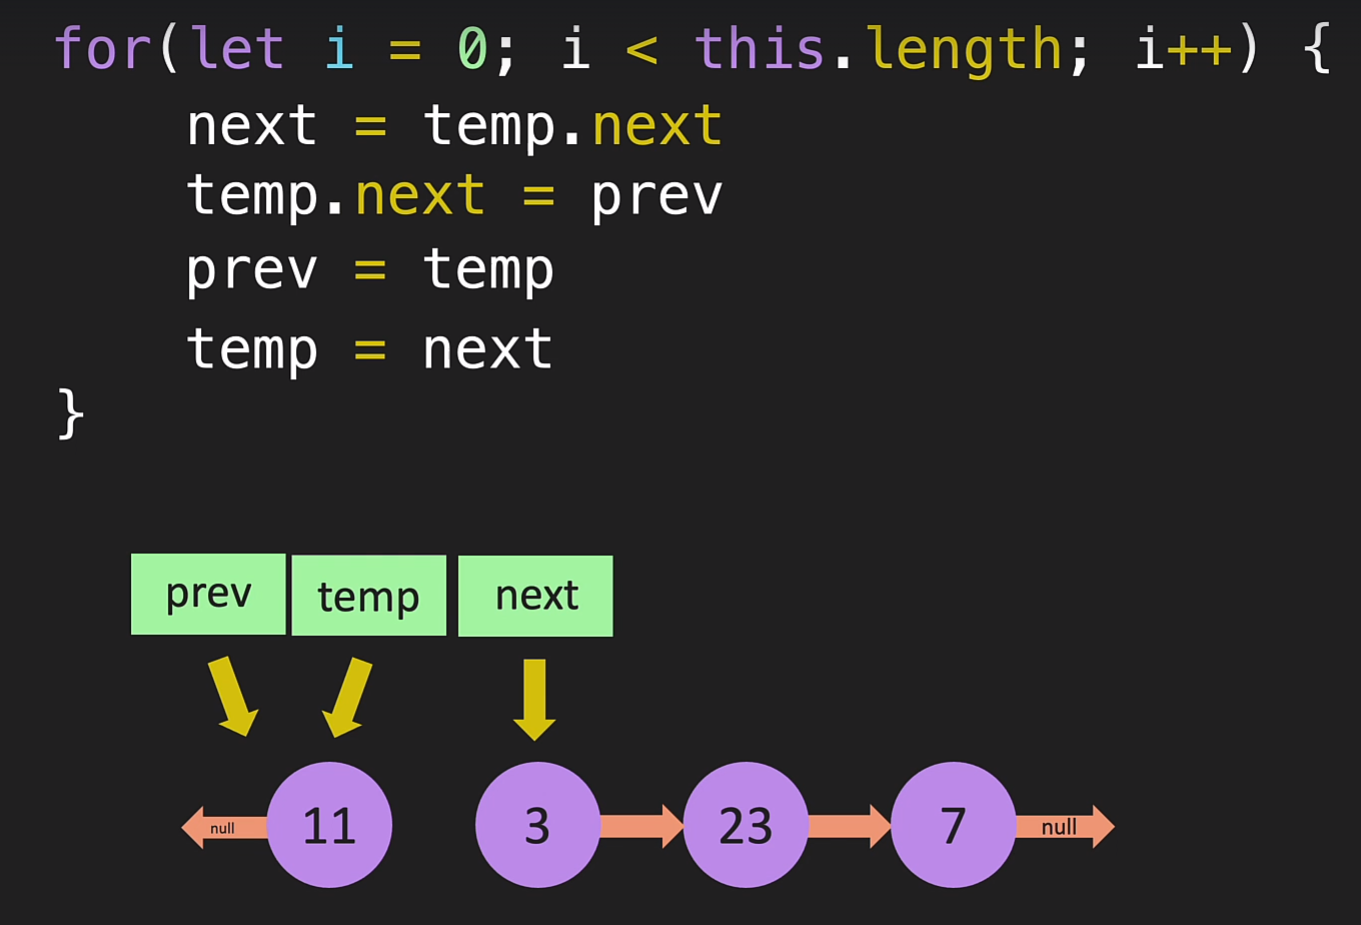 for(let i = 0; i < this.length; i++) {
    next = temp.next
    temp.next = prev
    prev = temp
    temp = next
}
prev temp next
null 11 3 23 7 null